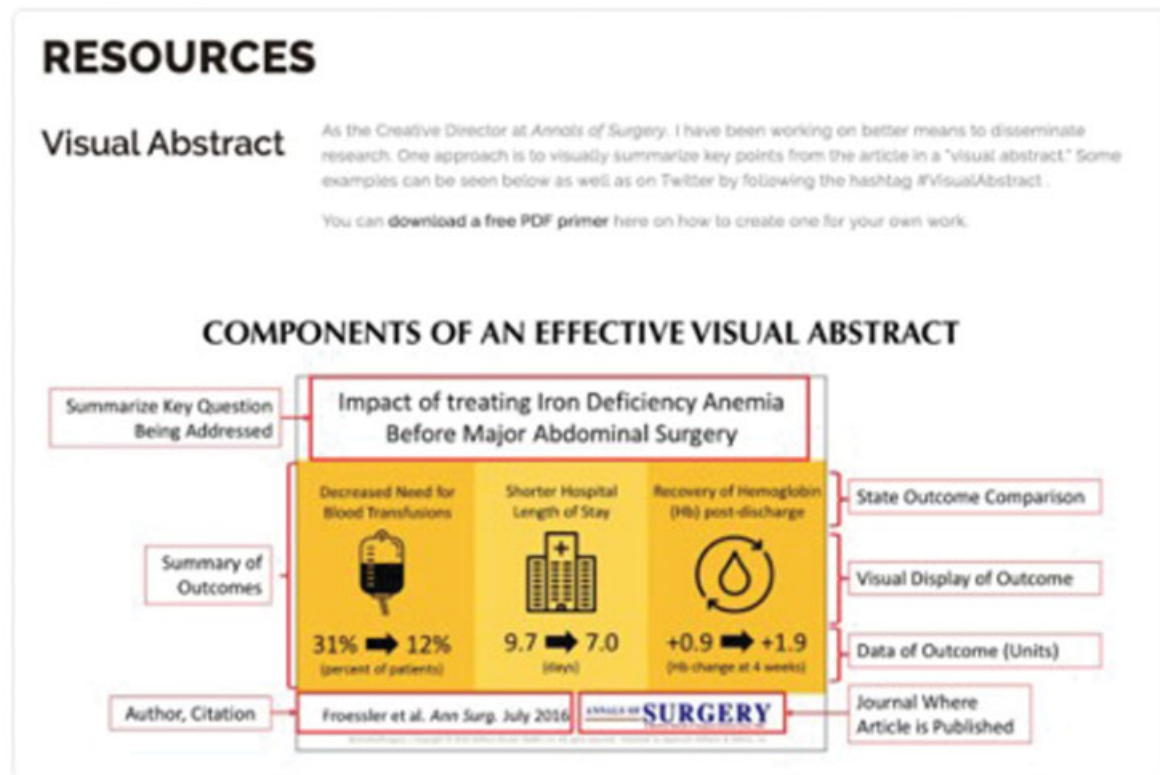 RESOURCES
Visual Abstract
As the Creative Director at Annals of Surgery, I have been working on better means to disseminate
research. One approach is to visually summarize key points from the article in a "visual abstract." Some
examples can be seen below as well as on Twitter by following the hashtag #VisualAbstract .
You can download a free PDF primer here on how to create one for your own work.
COMPONENTS OF AN EFFECTIVE VISUAL ABSTRACT
Summarize Key Question
Being Addressed
Impact of treating Iron Deficiency Anemia
Before Major Abdominal Surgery
Summary of
Outcomes
Decreased Need for
Blood Transfusions
31% 12%
(percent of patients)
Shorter Hospital
Length of Stay
9.7 7.0
(days)
Recovery of Hemoglobin
(Hb) post-discharge
+0.9 +1.9
(Hb change at 4 weeks)
State Outcome Comparison
Visual Display of Outcome
Data of Outcome (Units)
Author, Citation
Froessler et al. Ann Surg. July 2016
ANNALS OF SURGERY
Journal Where
Article is Published